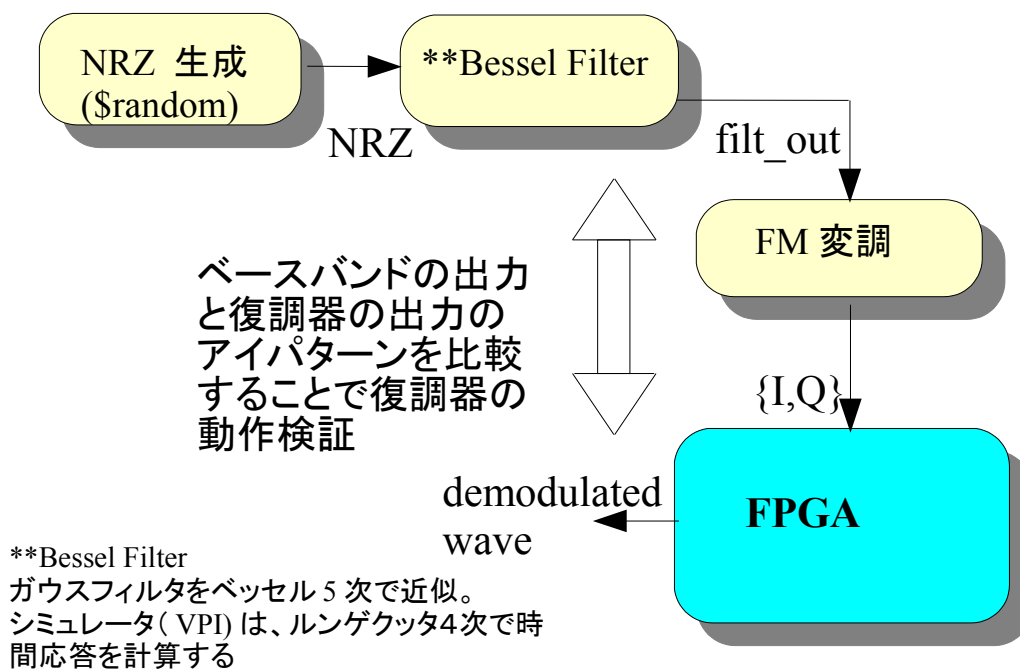 NRZ 生成
($random)
**Bessel Filter
NRZ
filt_out
FM 変調
ベースバンドの出力
と復調器の出力の
アイパターンを比較
することで復調器の
動作検証
{I,Q}
FPGA
demodulated
wave
**Bessel Filter
ガウスフィルタをベッセル 5 次で近似。
シミュレータ( VPI) は、ルンゲクッタ４次で時
間応答を計算する